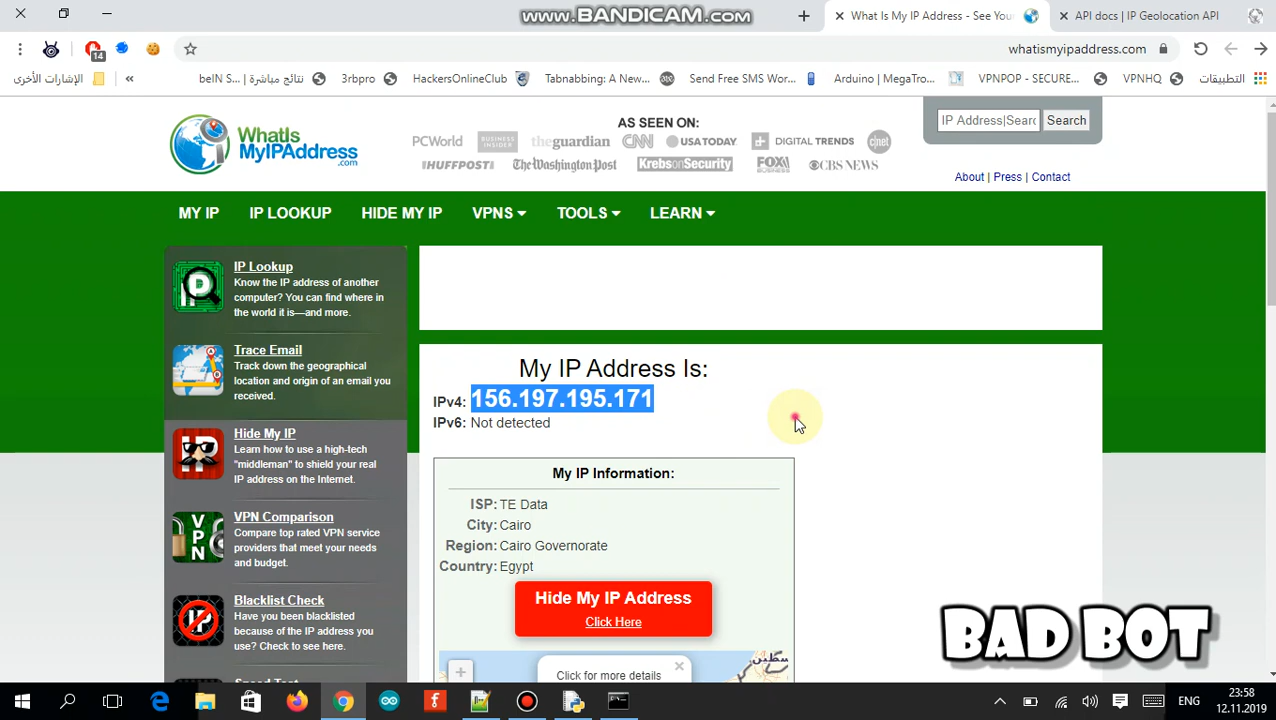 www.BANDICAM.com
What Is My IP Address - See Your
API docs | IP Geolocation API
14
whatismyipaddress.com
الإشارات الأخرى
»
beIN S... | نتائج مباشرة
3rbpro
HackersOnlineClub
Tabnabbing: A New...
Send Free SMS Wor...
Arduino | MegaTro...
VPNPOP - SECURE...
VPNHQ
التطبيقات
WhatIs
MyIPAddress
.com
AS SEEN ON:
PCWorld
BUSINESS INSIDER
theguardian
CNN
USA TODAY
DIGITAL TRENDS
c|net
HUFFPOST
The Washington Post
KrebsonSecurity
FOX BUSINESS
CBS NEWS
IP Address|Searc
Search
About | Press | Contact
MY IP
IP LOOKUP
HIDE MY IP
VPNS
TOOLS
LEARN
IP Lookup
Know the IP address of another
computer? You can find where in
the world it is—and more.
Trace Email
Track down the geographical
location and origin of an email you
received.
Hide My IP
Learn how to use a high-tech
"middleman" to shield your real
IP address on the Internet.
VPN Comparison
Compare top rated VPN service
providers that meet your needs
and budget.
Blacklist Check
Have you been blacklisted
because of the IP address you
use? Check to see here.
Speed Test
My IP Address Is:
IPv4: 156.197.195.171
IPv6: Not detected
My IP Information:
ISP: TE Data
City: Cairo
Region: Cairo Governorate
Country: Egypt
Hide My IP Address
Click Here
Click for more details
BAD BOT
ENG
23:58
12.11.2019